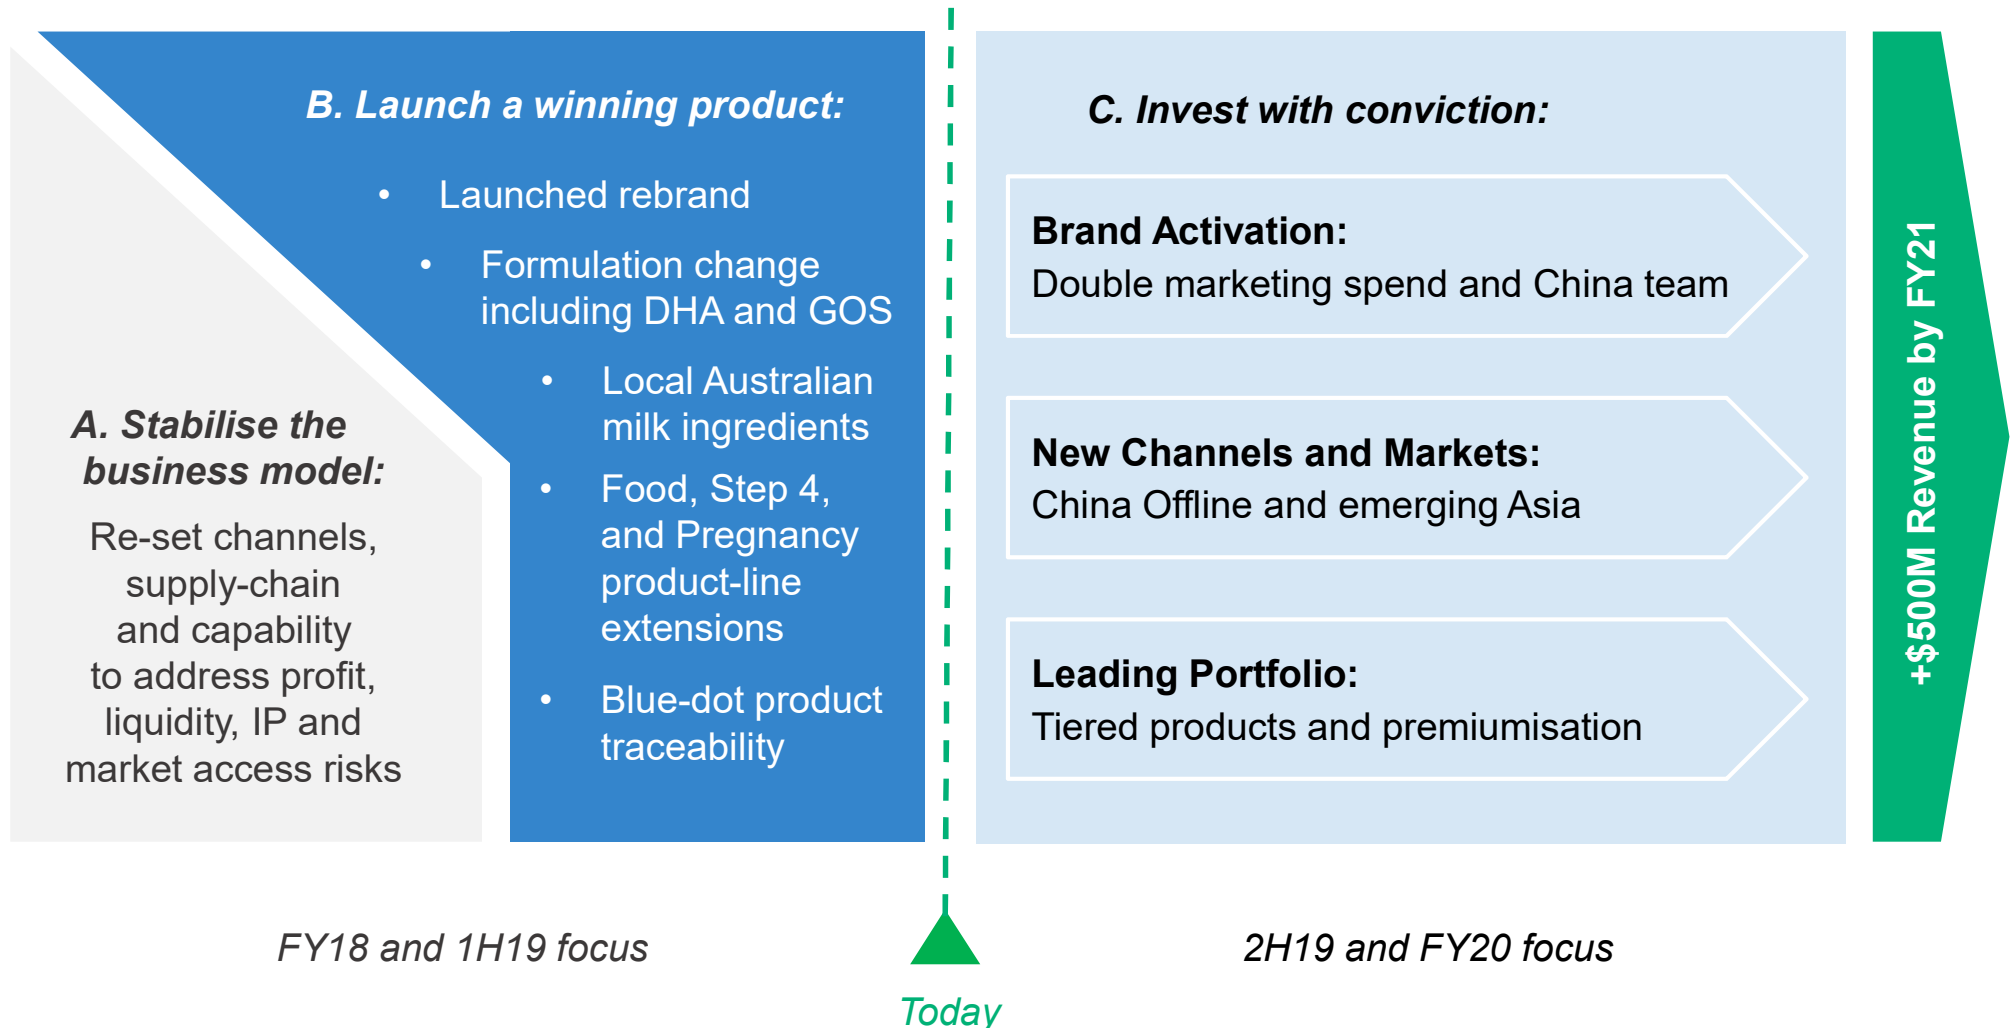 A. Stabilise the
business model:
Re-set channels,
supply-chain
and capability
to address profit,
liquidity, IP and
market access risks
B. Launch a winning product:
• Launched rebrand
• Formulation change
including DHA and GOS
• Local Australian
milk ingredients
• Food, Step 4,
and Pregnancy
product-line
extensions
• Blue-dot product
traceability
C. Invest with conviction:
Brand Activation:
Double marketing spend and China team
New Channels and Markets:
China Offline and emerging Asia
Leading Portfolio:
Tiered products and premiumisation
+$500M Revenue by FY21
FY18 and 1H19 focus
Today
2H19 and FY20 focus